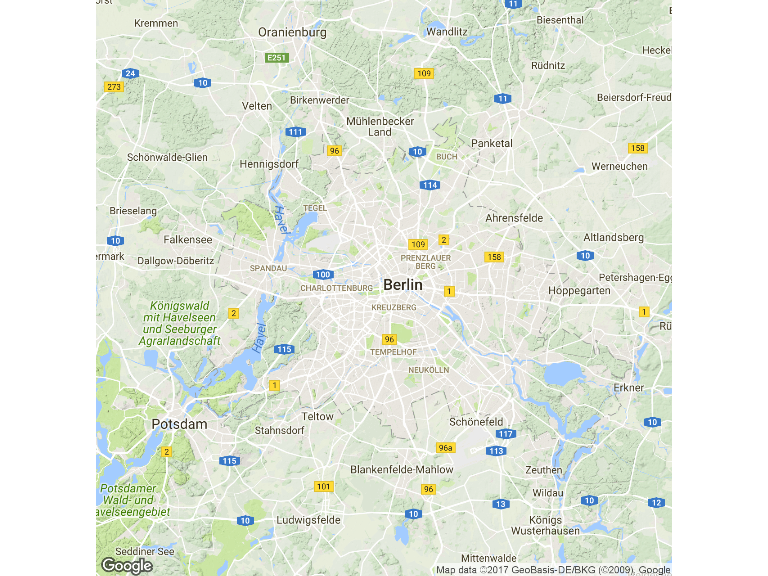 Kremmen
Oranienburg
Wandlitz
11
Biesenthal
E251
24
10
273
109
Rüdnitz
Velten
Birkenwerder
11
Beiersdorf-Freud
Mühlenbecker
Land
111
96
10
Panketal
158
Schönwalde-Glien
Hennigsdorf
BUCH
Werneuchen
114
Brieselang
TEGEL
Havel
Ahrensfelde
10
Falkensee
109
2
Altlandsberg
Dallgow-Döberitz
SPANDAU
100
PRENZLAUER
BERG
158
10
Petershagen-Egg
CHARLOTTENBURG
Berlin
1
Hoppegarten
Königswald
mit Havelseen
und Seeburger
Agrarlandschaft
2
KREUZBERG
1
Havel
115
96
TEMPELHOF
1
NEUKÖLLN
Erkner
Potsdam
Teltow
Stahnsdorf
Schönefeld
10
2
115
96a
117
113
Blankenfelde-Mahlow
Zeuthen
Potsdamer
Wald- und
avelseengebiet
101
96
Wildau
10
12
10
Ludwigsfelde
10
13
Königs
Wusterhausen
Seddiner See
Mittenwalde
Google
Map data ©2017 GeoBasis-DE/BKG (©2009), Google